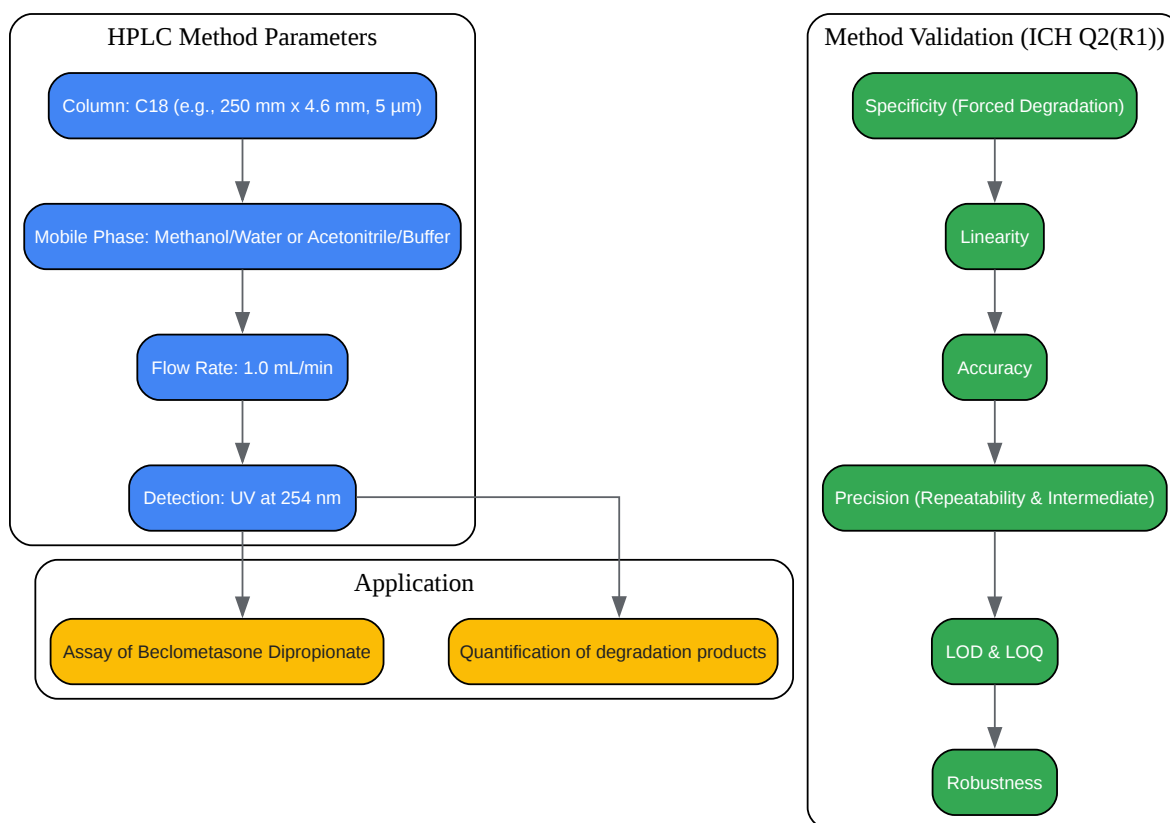 HPLC Method Parameters
Column: C18 (e.g., 250 mm x 4.6 mm, 5 µm)
Mobile Phase: Methanol/Water or Acetonitrile/Buffer
Flow Rate: 1.0 mL/min
Detection: UV at 254 nm
Application
Assay of Beclometasone Dipropionate
Quantification of degradation products
Method Validation (ICH Q2(R1))
Specificity (Forced Degradation)
Linearity
Accuracy
Precision (Repeatability & Intermediate)
LOD & LOQ
Robustness